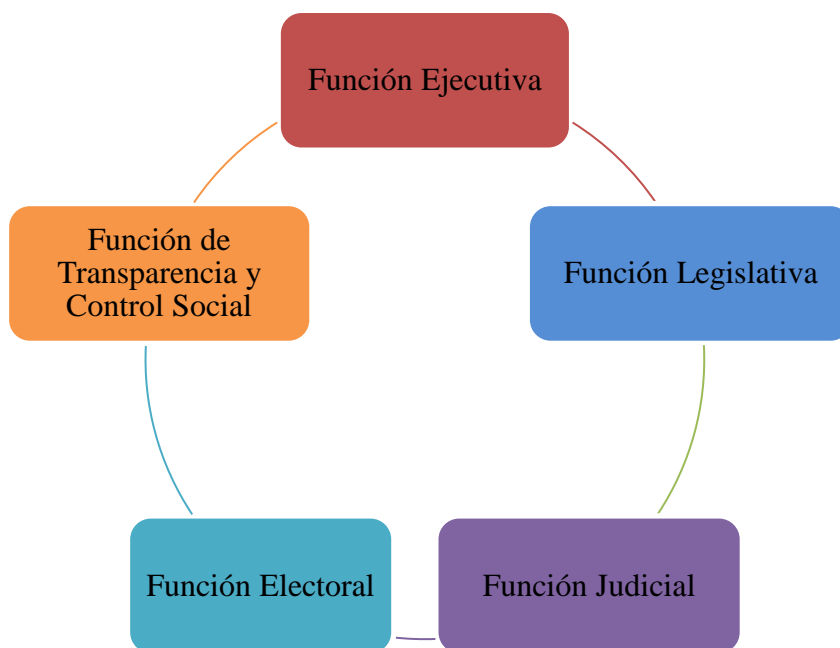 Función Ejecutiva
Función Legislativa
Función Judicial
Función Electoral
Función de
Transparencia y
Control Social